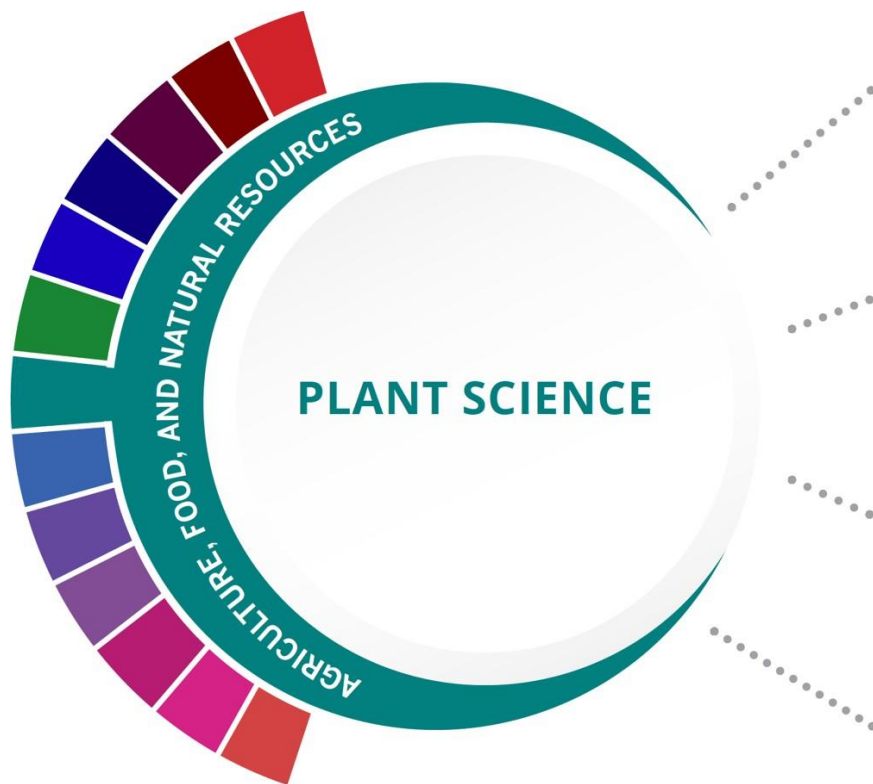 AGRICULTURE, FOOD, AND NATURAL RESOURCES
PLANT SCIENCE